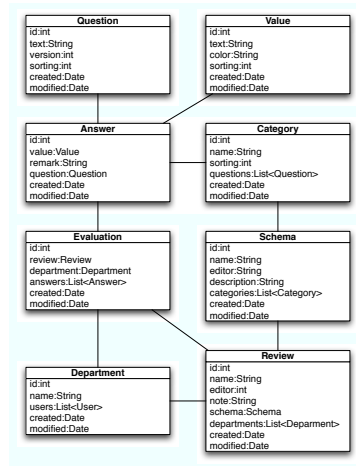 Question
id:int
text:String
version:int
sorting:int
created:Date
modified:Date
Value
id:int
text:String
color:String
sorting:int
created:Date
modified:Date
Answer
id:int
value:Value
remark:String
question:Question
created:Date
modified:Date
Category
id:int
name:String
sorting:int
questions:List<Question>
created:Date
modified:Date
Evaluation
id:int
review:Review
department:Department
answers:List<Answer>
created:Date
modified:Date
Schema
id:int
name:String
editor:String
description:String
categories:List<Category>
created:Date
modified:Date
Department
id:int
name:String
users:List<User>
created:Date
modified:Date
Review
id:int
name:String
editor:int
note:String
schema:Schema
departments:List<Deparment>
created:Date
modified:Date